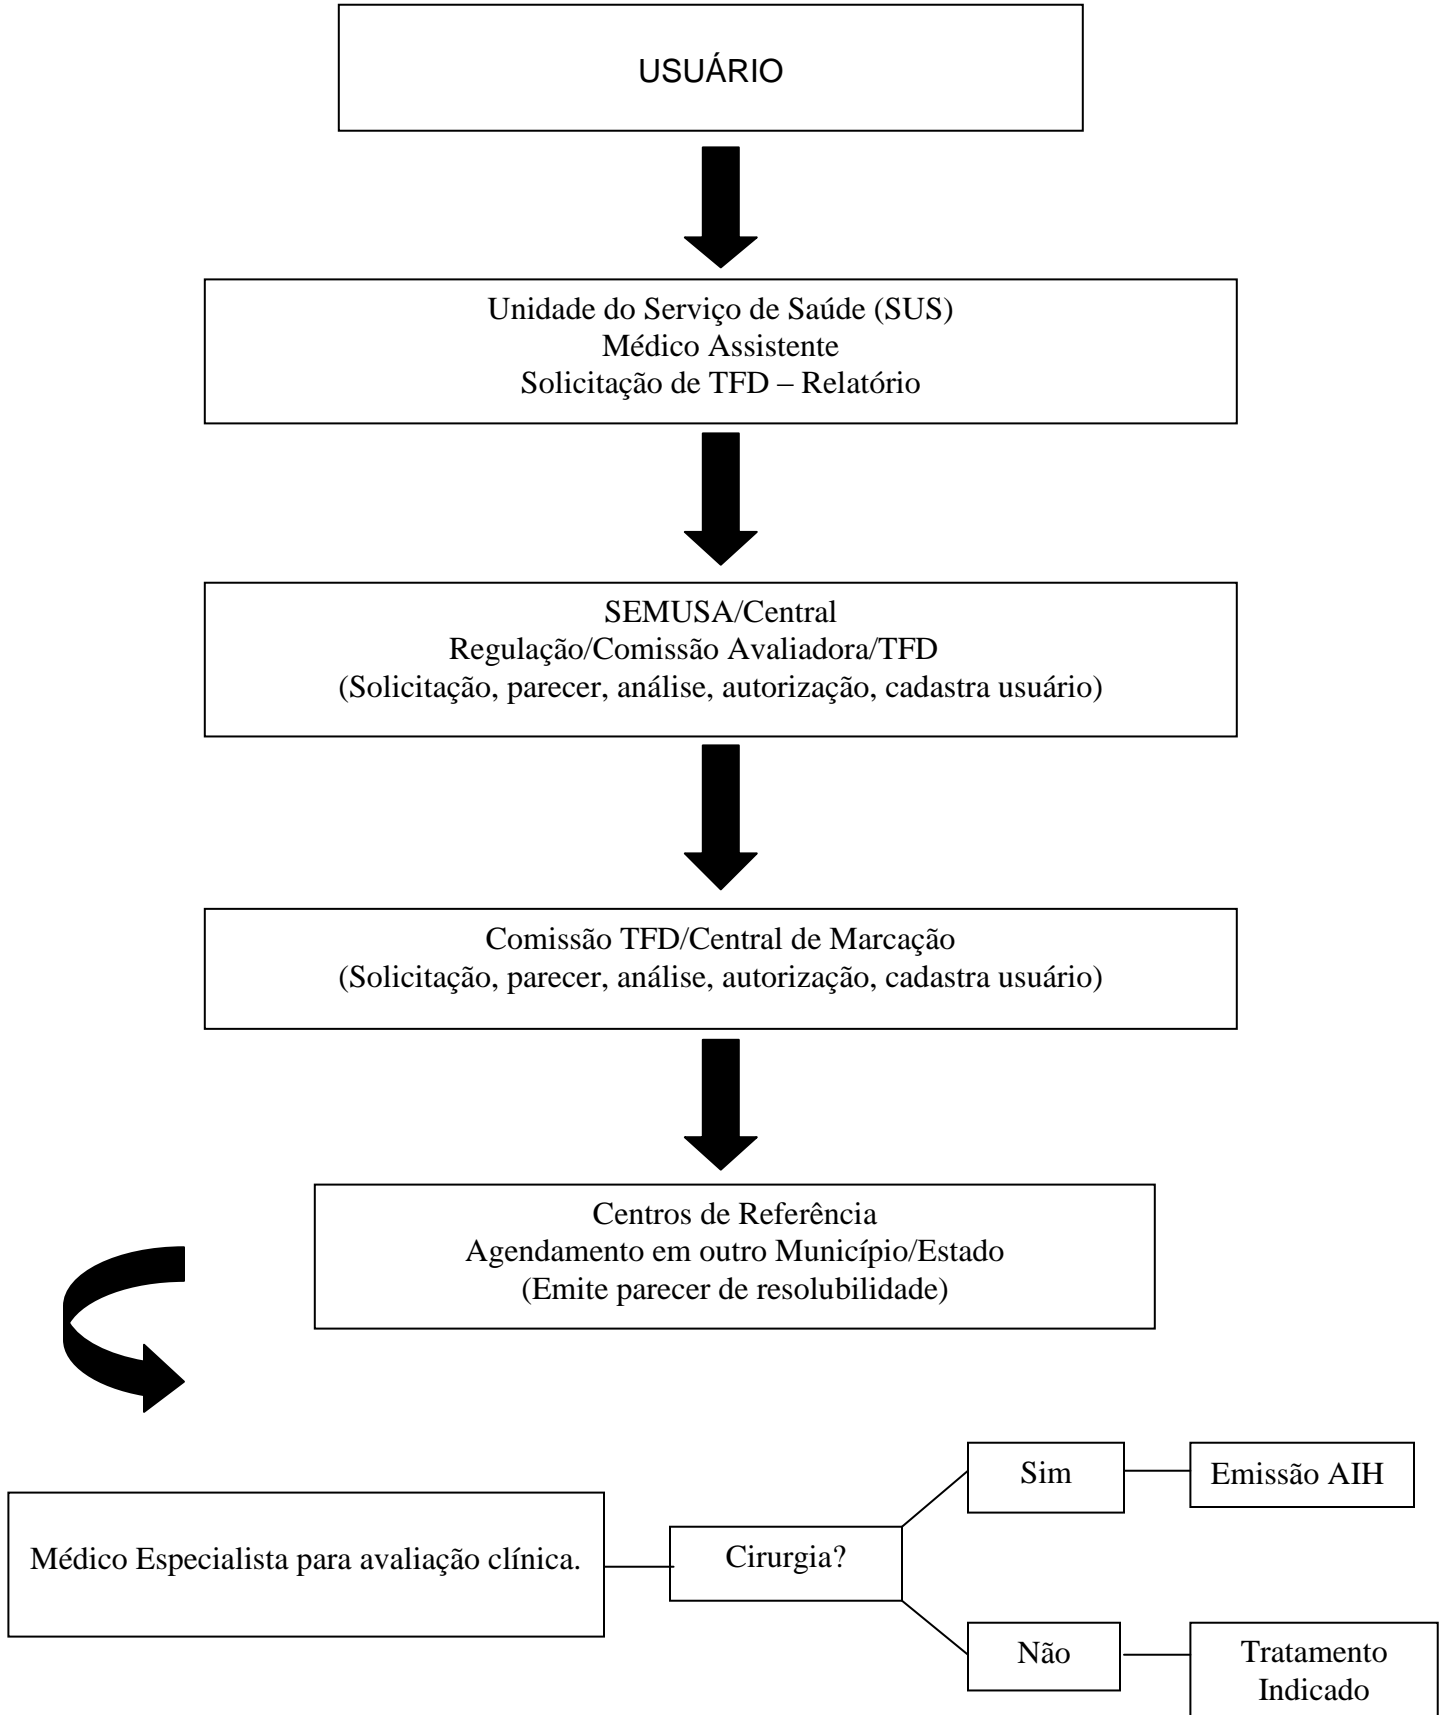 USUÁRIO
Unidade do Serviço de Saúde (SUS)
Médico Assistente
Solicitação de TFD – Relatório
SEMUSA/Central
Regulação/Comissão Avaliadora/TFD
(Solicitação, parecer, análise, autorização, cadastra usuário)
Comissão TFD/Central de Marcação
(Solicitação, parecer, análise, autorização, cadastra usuário)
Centros de Referência
Agendamento em outro Município/Estado
(Emite parecer de resolubilidade)
Médico Especialista para avaliação clínica.
Cirurgia?
Sim
Emissão AIH
Não
Tratamento
Indicado